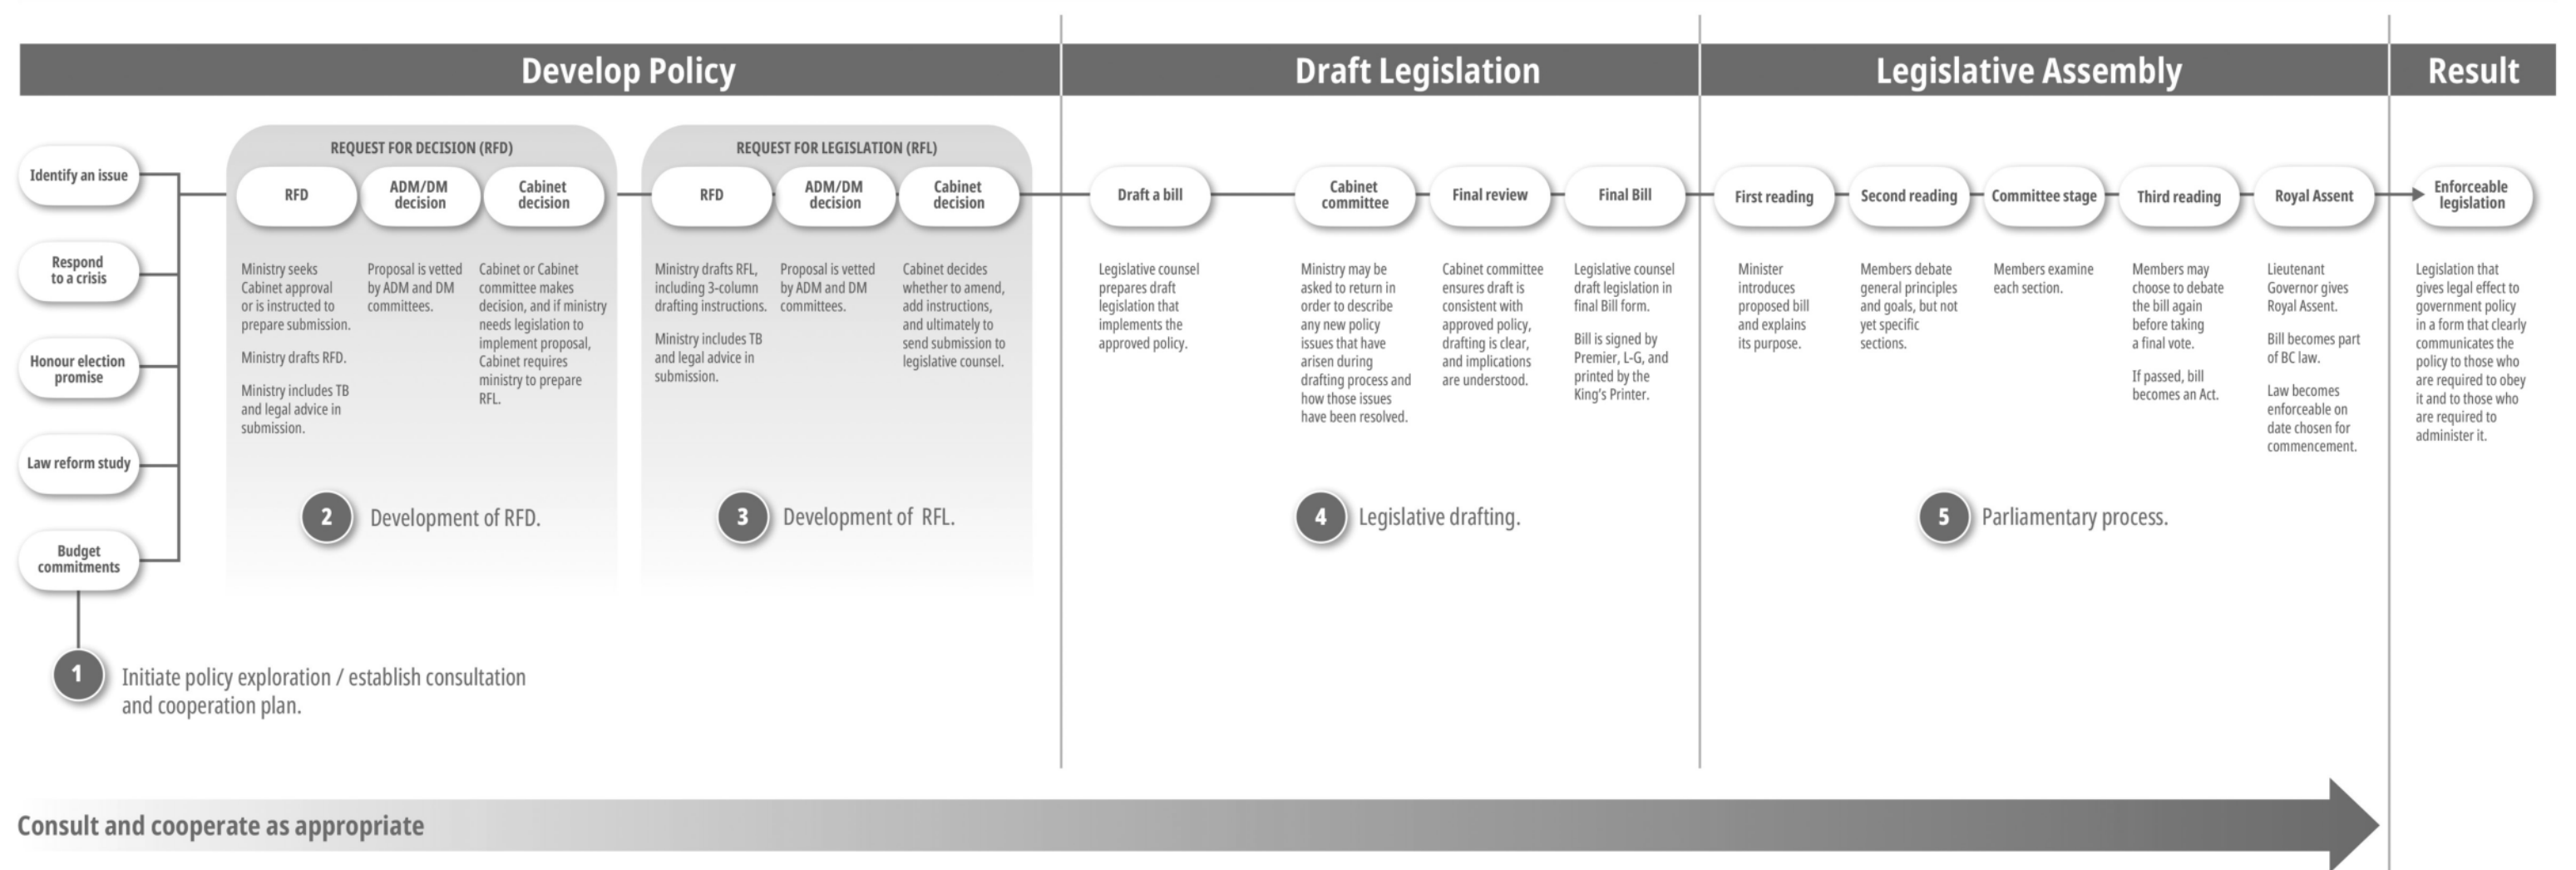 Develop Policy
Draft Legislation
Legislative Assembly
Result
Identify an issue
Respond
to a crisis
Honour election
promise
Law reform study
Budget
commitments
1
Initiate policy exploration / establish consultation
and cooperation plan.
REQUEST FOR DECISION (RFD)
RFD
Ministry seeks
Cabinet approval
or is instructed to
prepare submission.
Ministry drafts RFD.
Ministry includes TB
and legal advice in
submission.
ADM/DM
decision
Proposal is vetted
by ADM and DM
committees.
Cabinet
decision
Cabinet or Cabinet
committee makes
decision, and if ministry
needs legislation to
implement proposal,
Cabinet requires
ministry to prepare
RFL.
2
Development of RFD.
REQUEST FOR LEGISLATION (RFL)
RFD
Ministry drafts RFL,
including 3-column
drafting instructions.
Ministry includes TB
and legal advice in
submission.
ADM/DM
decision
Proposal is vetted
by ADM and DM
committees.
Cabinet
decision
Cabinet decides
whether to amend,
add instructions,
and ultimately to
send submission to
legislative counsel.
3
Development of RFL.
Draft a bill
Legislative counsel
prepares draft
legislation that
implements the
approved policy.
Cabinet
committee
Ministry may be
asked to return in
order to describe
any new policy
issues that have
arisen during
drafting process and
how those issues
have been resolved.
Final review
Cabinet committee
ensures draft is
consistent with
approved policy,
drafting is clear,
and implications
are understood.
Final Bill
Legislative counsel
draft legislation in
final Bill form.
Bill is signed by
Premier, L-G, and
printed by the
King's Printer.
4
Legislative drafting.
First reading
Minister
introduces
proposed bill
and explains
its purpose.
Second reading
Members debate
general principles
and goals, but not
yet specific
sections.
Committee stage
Members examine
each section.
Third reading
Members may
choose to debate
the bill again
before taking
a final vote.
If passed, bill
becomes an Act.
Royal Assent
Lieutenant
Governor gives
Royal Assent.
Bill becomes part
of BC law.
Law becomes
enforceable on
date chosen for
commencement.
5
Parliamentary process.
Enforceable
legislation
Legislation that
gives legal effect to
government policy
in a form that clearly
communicates the
policy to those who
are required to obey
it and to those who
are required to
administer it.
Consult and cooperate as appropriate